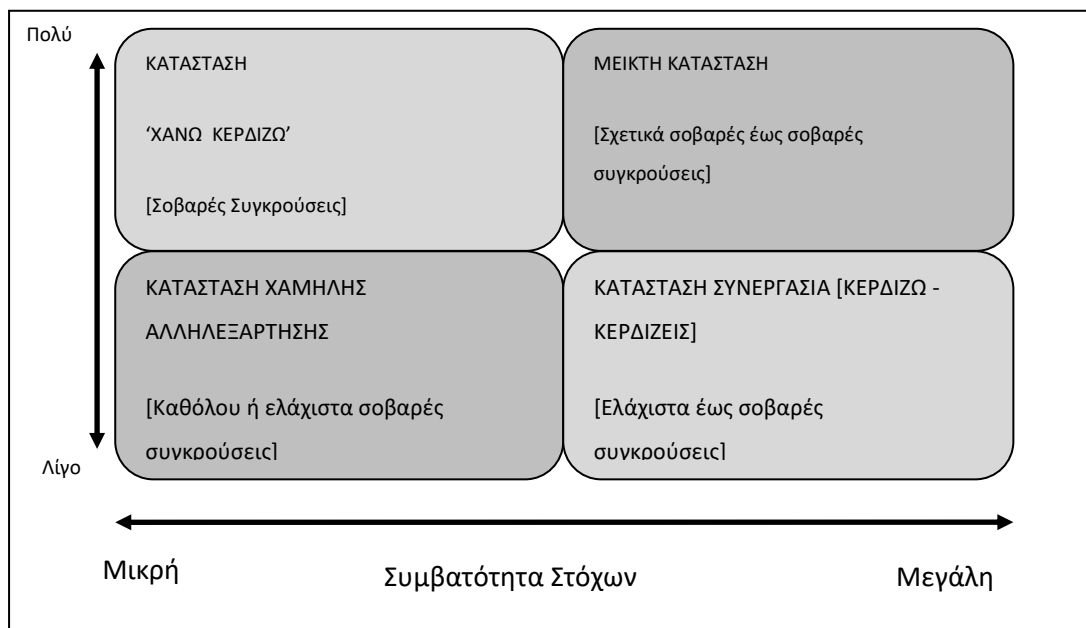 Πολύ
ΚΑΤΑΣΤΑΣΗ
‘ΧΑΝΩ ΚΕΡΔΙΖΩ’
[Σοβαρές Συγκρούσεις]
ΜΕΙΚΤΗ ΚΑΤΑΣΤΑΣΗ
[Σχετικά σοβαρές έως σοβαρές
συγκρούσεις]
ΚΑΤΑΣΤΑΣΗ ΧΑΜΗΛΗΣ
ΑΛΛΗΛΕΞΑΡΤΗΣΗΣ
[Καθόλου ή ελάχιστα σοβαρές
συγκρούσεις]
ΚΑΤΑΣΤΑΣΗ ΣΥΝΕΡΓΑΣΙΑ [ΚΕΡΔΙΖΩ -
ΚΕΡΔΙΖΕΙΣ]
[Ελάχιστα έως σοβαρές
συγκρούσεις]
Λίγο
Μικρή Συμβατότητα Στόχων Μεγάλη